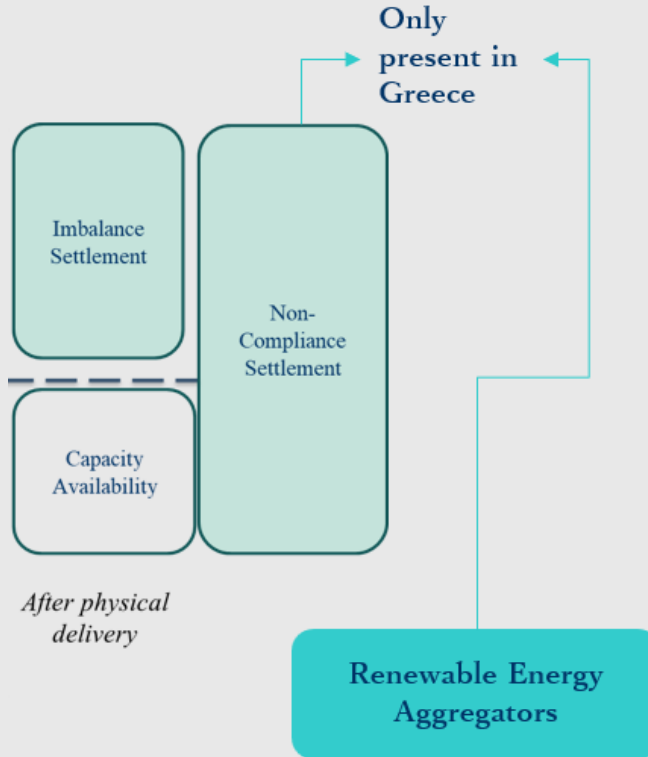 Only
present in
Greece
Imbalance
Settlement
Non-
Compliance
Settlement
Capacity
Availability
After physical
delivery
Renewable Energy
Aggregators